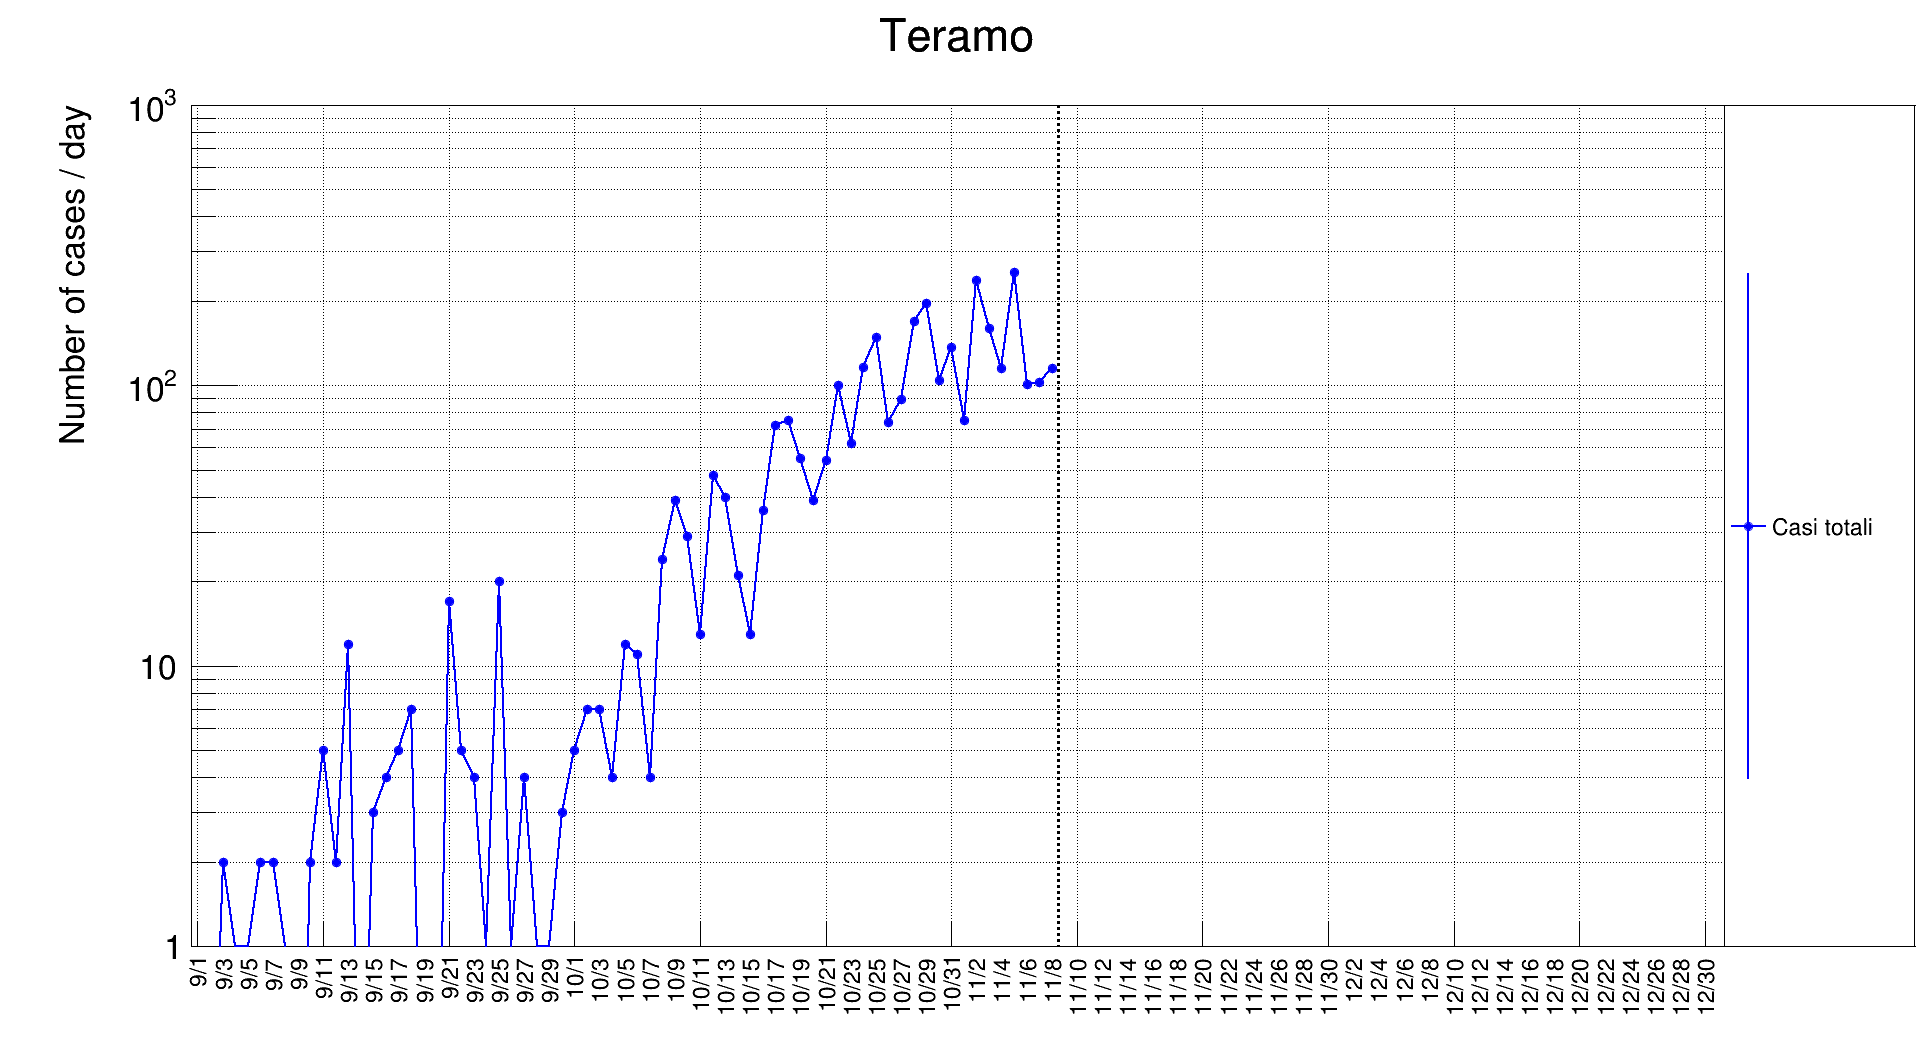 Teramo
Number of cases / day
10³
10²
10
1
9/1 9/3 9/5 9/7 9/9 9/11 9/13 9/15 9/17 9/19 9/21 9/23 9/25 9/27 9/29 10/1 10/3 10/5 10/7 10/9 10/11 10/13 10/15 10/17 10/19 10/21 10/23 10/25 10/27 10/29 10/31 11/2 11/4 11/6 11/8 11/10 11/12 11/14 11/16 11/18 11/20 11/22 11/24 11/26 11/28 11/30 12/2 12/4 12/6 12/8 12/10 12/12 12/14 12/16 12/18 12/20 12/22 12/24 12/26 12/28 12/30
Casi totali